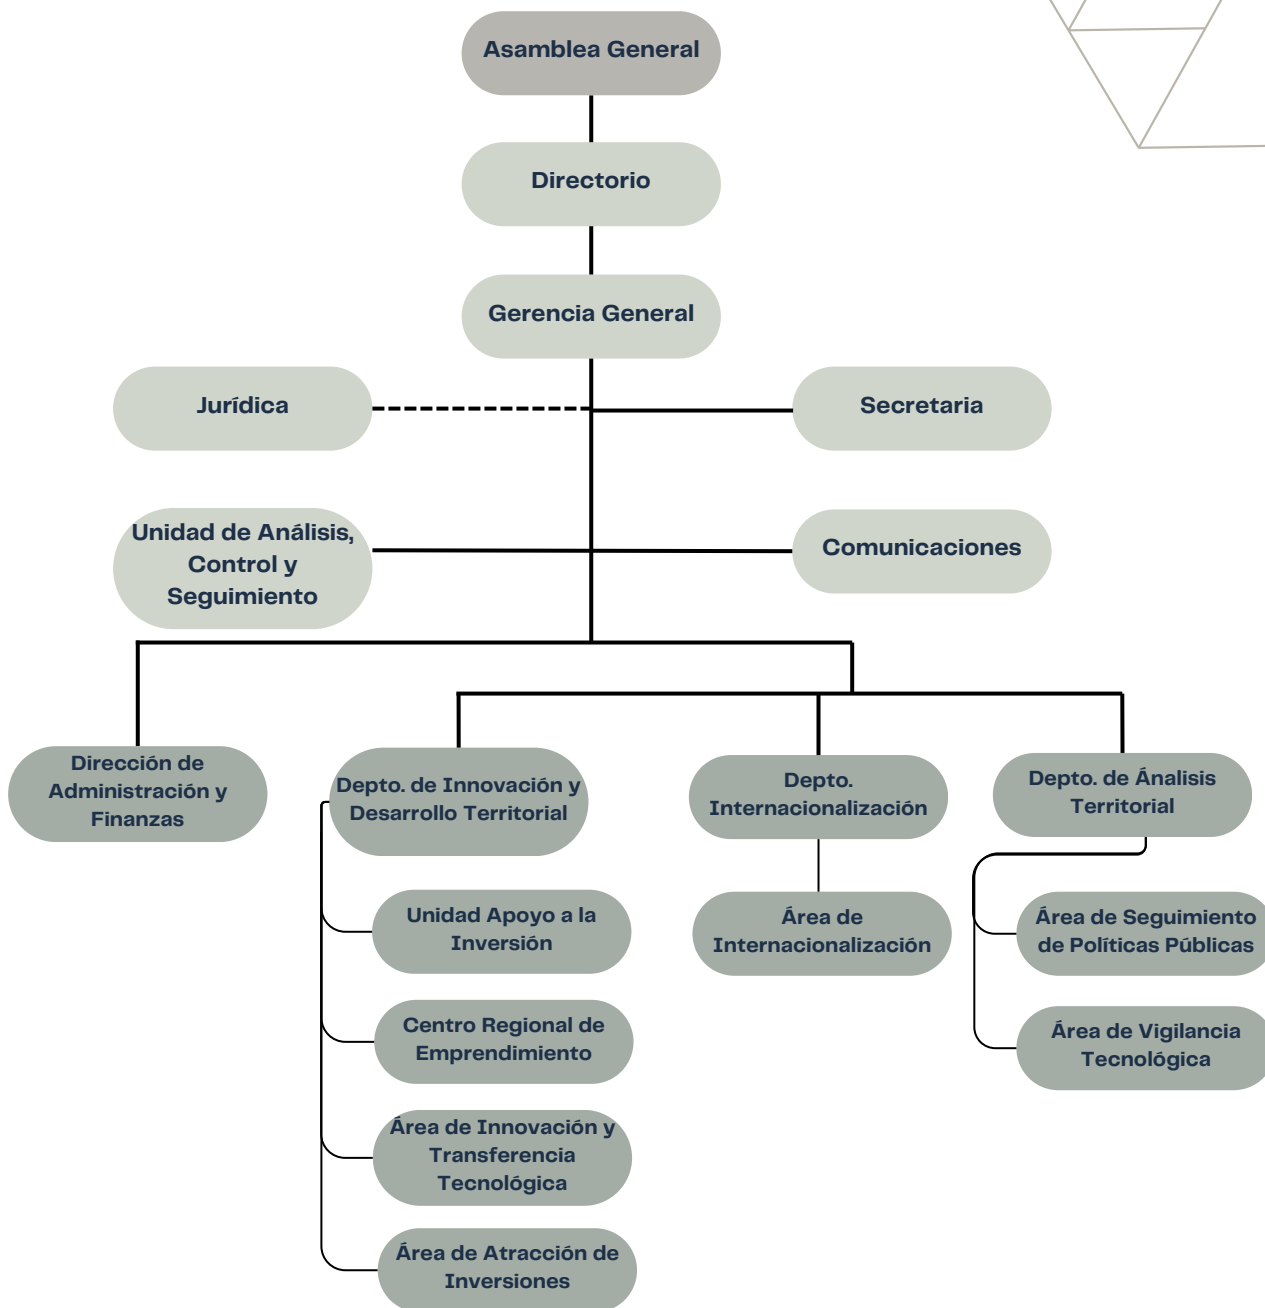 Asamblea General
Directorio
Gerencia General
Jurídica
Secretaria
Unidad de Análisis,
Control y
Seguimiento
Comunicaciones
Dirección de
Administración y
Finanzas
Depto. de Innovación y
Desarrollo Territorial
Depto.
Internacionalización
Depto. de Ánalisis
Territorial
Unidad Apoyo a la
Inversión
Área de
Internacionalización
Área de Seguimiento
de Políticas Públicas
Centro Regional de
Emprendimiento
Área de Vigilancia
Tecnológica
Área de Innovación y
Transferencia
Tecnológica
Área de Atracción de
Inversiones